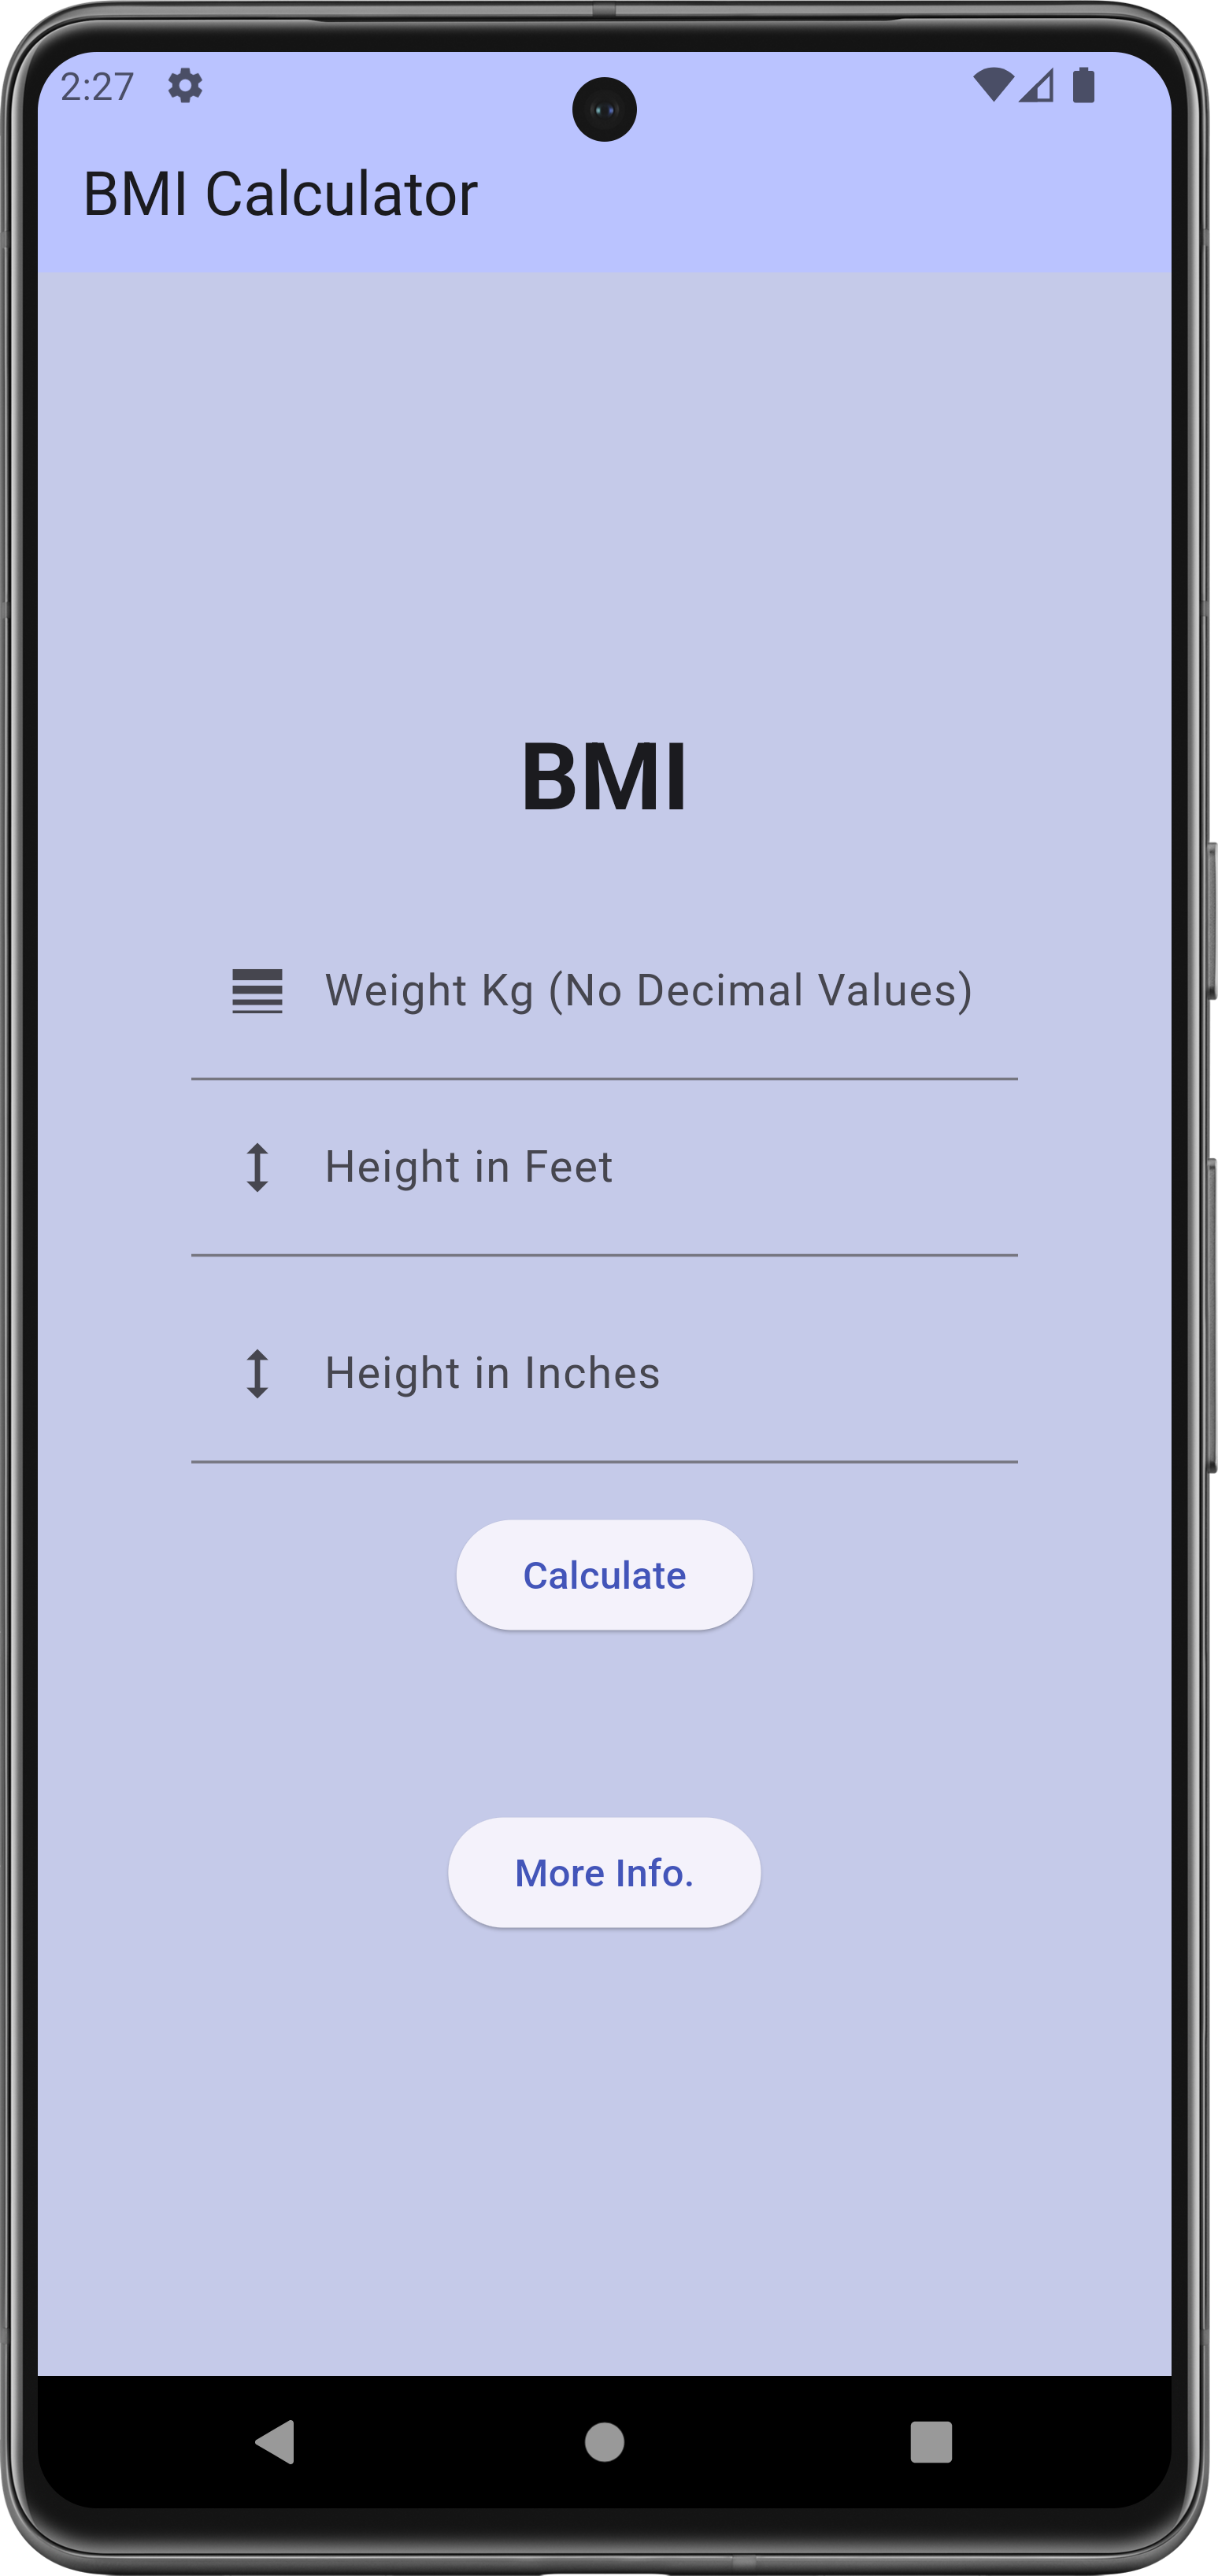 2:27
BMI Calculator
BMI
Weight Kg (No Decimal Values)
Height in Feet
Height in Inches
Calculate
More Info.